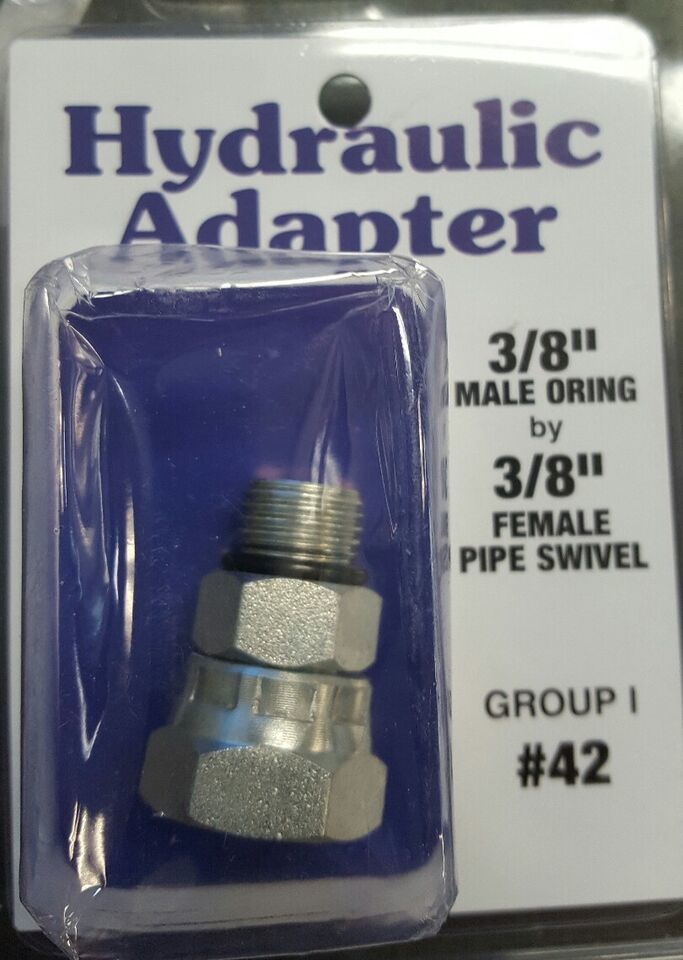 Hydraulic
Adapter
3/8"
MALE ORING
by
3/8"
FEMALE
PIPE SWIVEL
GROUP I
#42